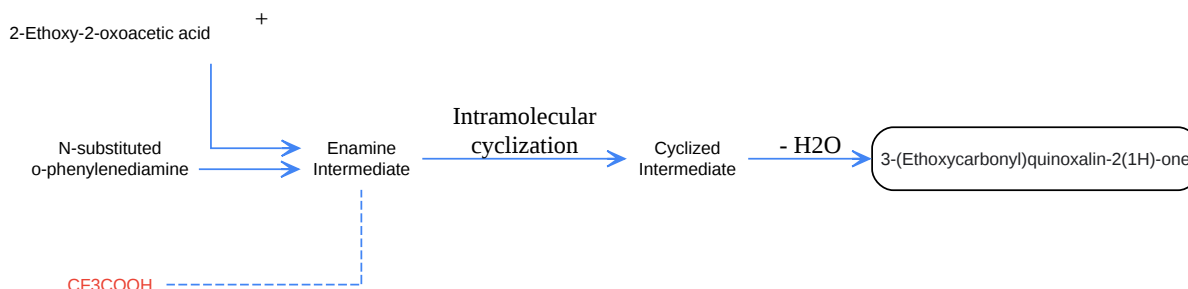 +
2-Ethoxy-2-oxoacetic acid
N-substituted
o-phenylenediamine
Enamine
Intermediate
Intramolecular
cyclization
Cyclized
Intermediate
- H2O
3-(Ethoxycarbonyl)quinoxalin-2(1H)-one
CF3COOH